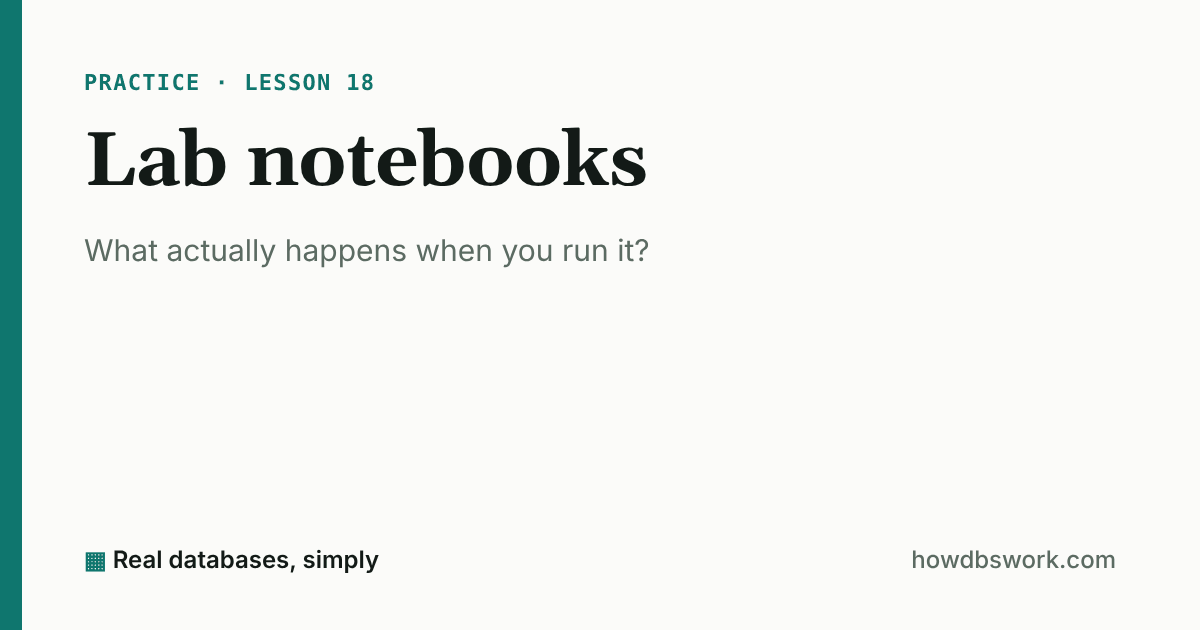 PRACTICE · LESSON 18
Lab notebooks
What actually happens when you run it?
▦ Real databases, simply
howdbswork.com